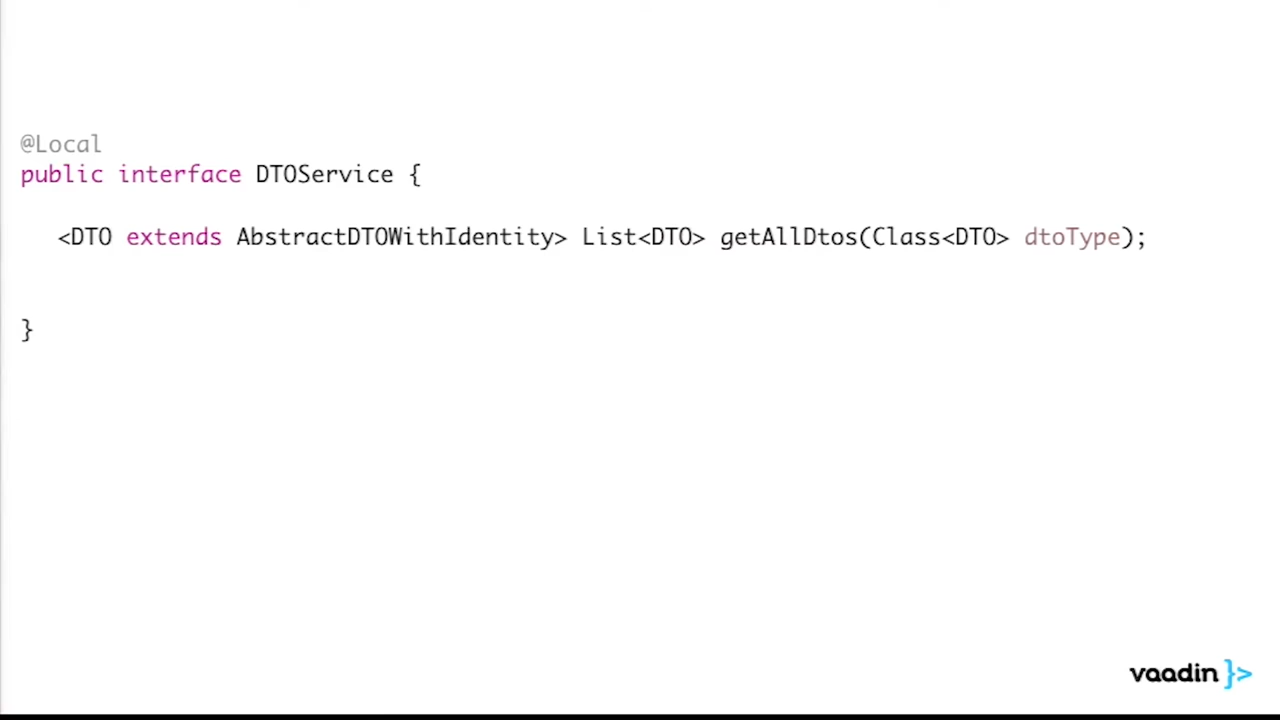 @Local
public interface DTOService {
<DTO extends AbstractDTOWithIdentity> List<DTO> getAllDtos(Class<DTO> dtoType);
}
vaadin }>